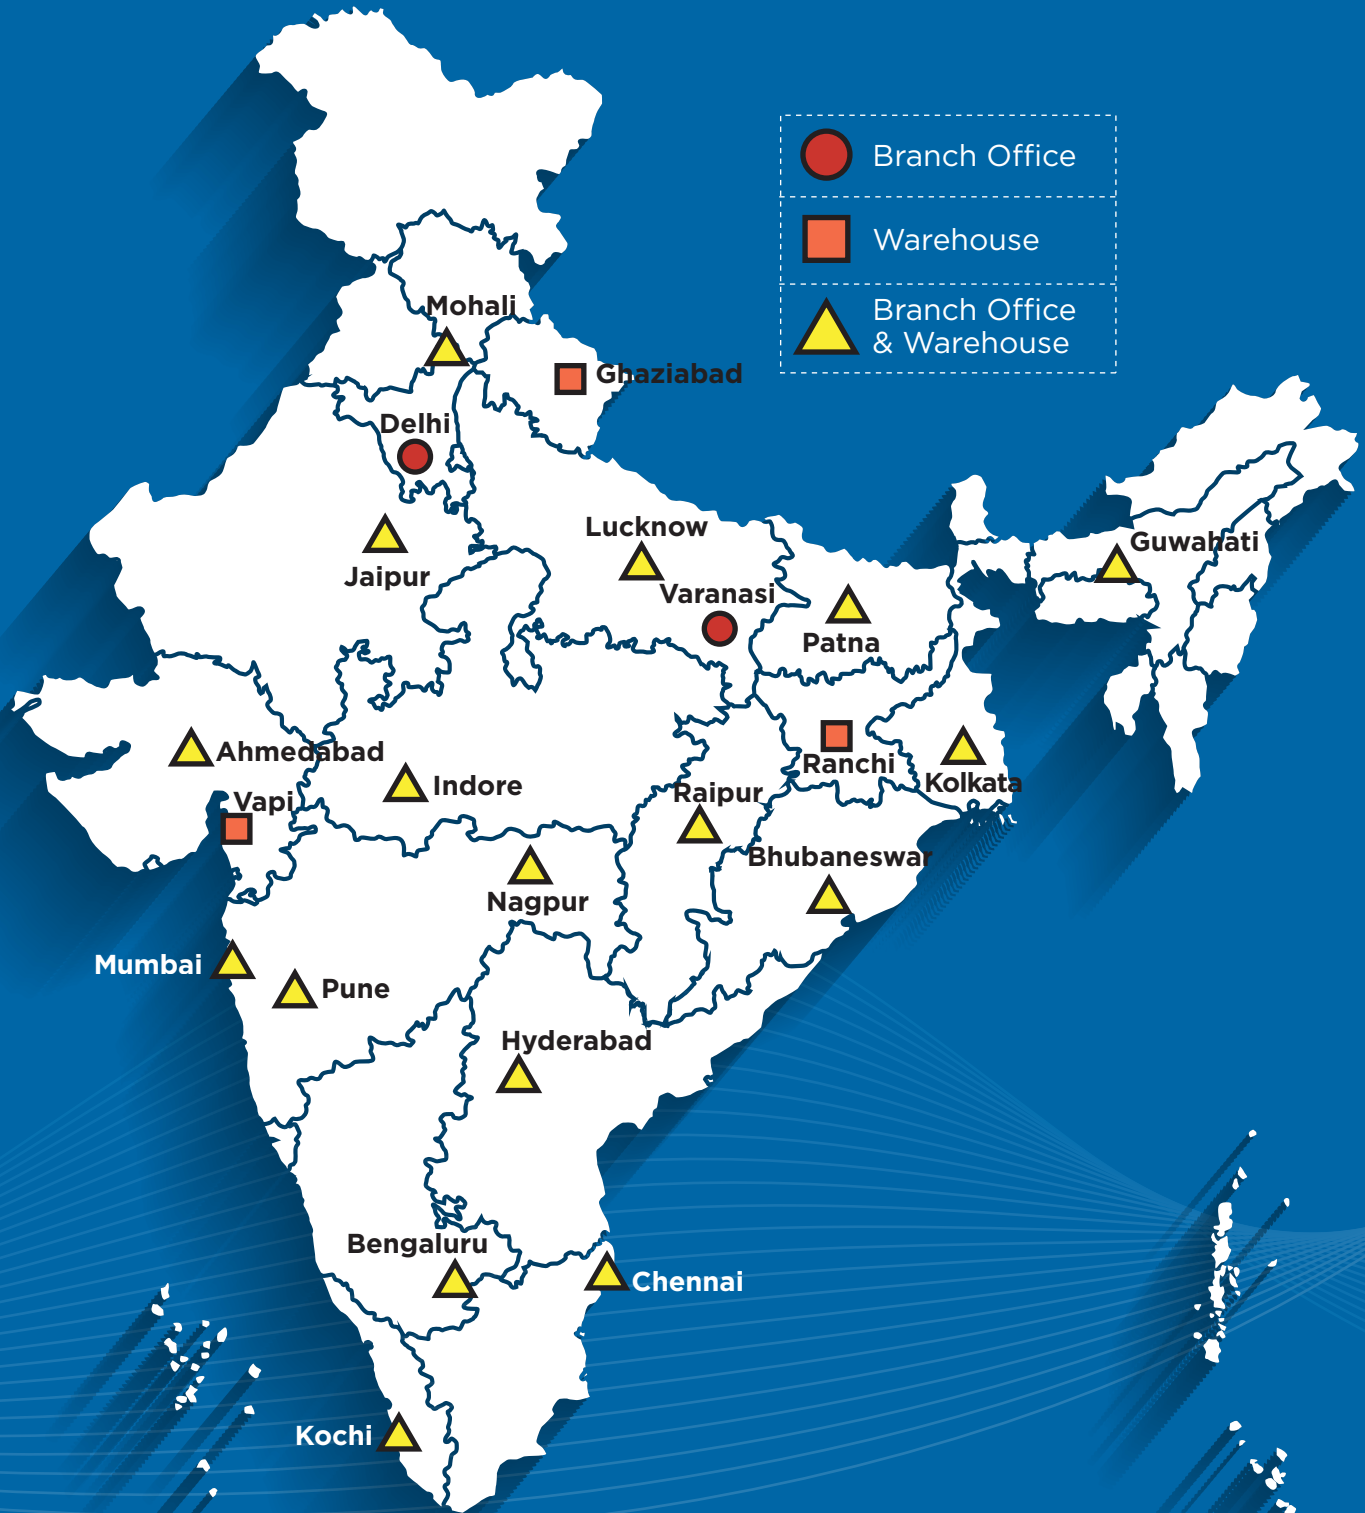 Branch Office
Warehouse
Branch Office
& Warehouse
Mohali
Ghaziabad
Delhi
Lucknow
Guwahati
Jaipur
Varanasi
Patna
Ahmedabad
Ranchi
Indore
Kolkata
Vapi
Raipur
Bhubaneswar
Nagpur
Mumbai
Pune
Hyderabad
Bengaluru
Chennai
Kochi